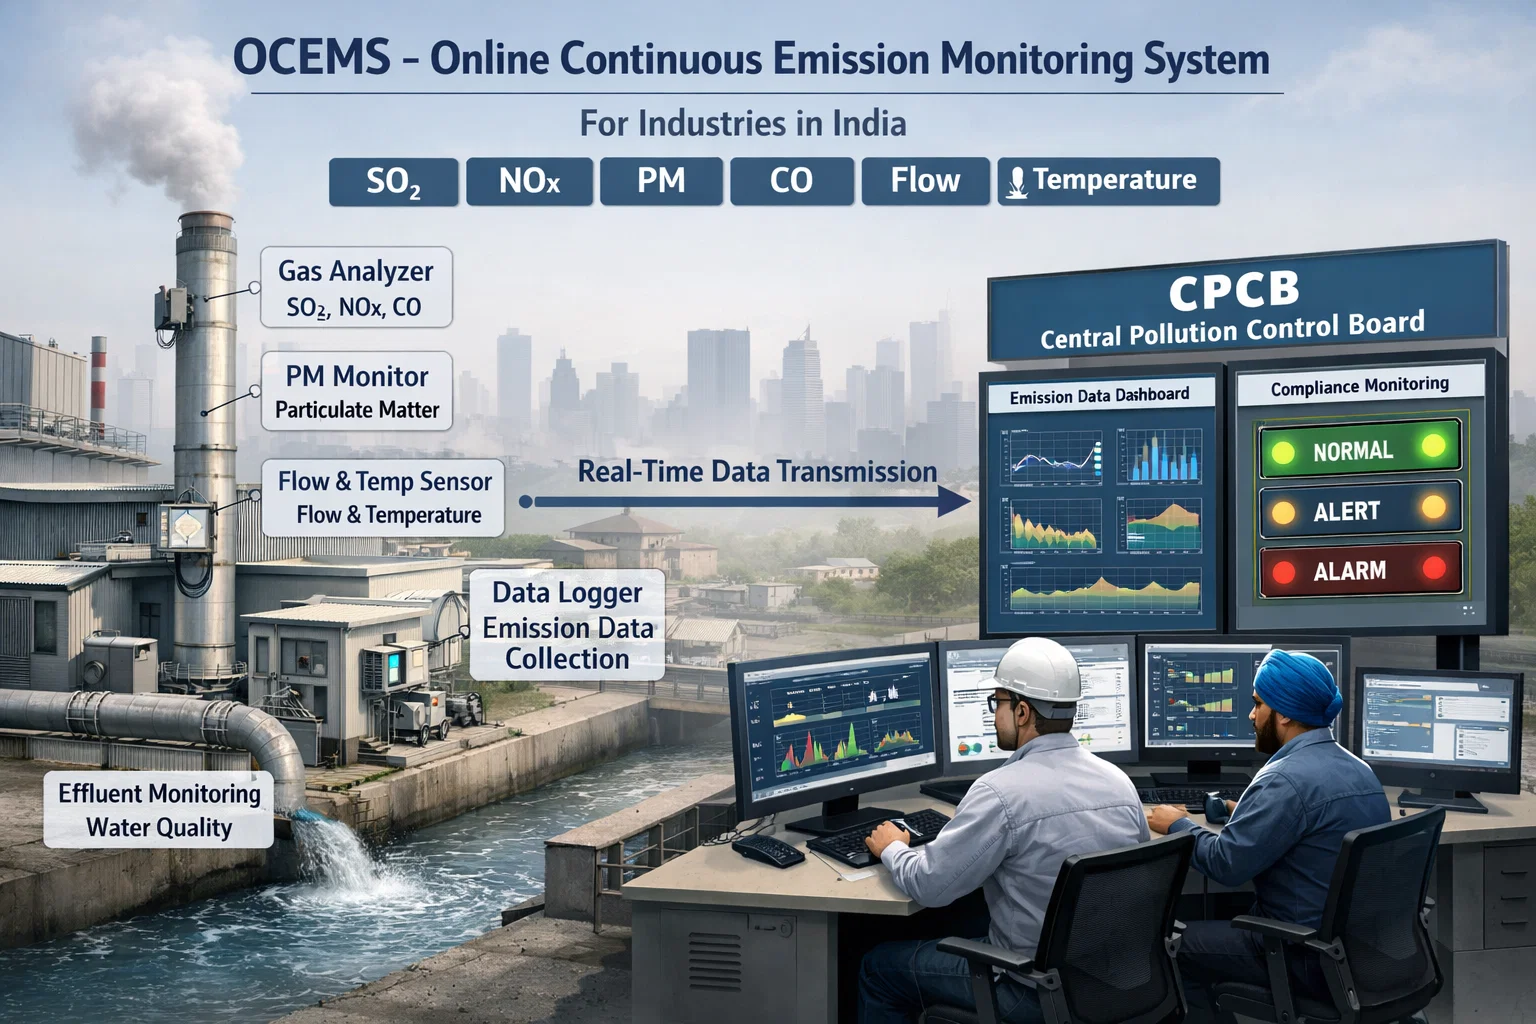 OCEMS – Online Continuous Emission Monitoring System
For Industries in India
SO₂
NOx
PM
CO
Flow
Temperature
Gas Analyzer
SO₂, NOx, CO
PM Monitor
Particulate Matter
Flow & Temp Sensor
Flow & Temperature
Real-Time Data Transmission
Data Logger
Emission Data
Collection
Effluent Monitoring
Water Quality
CPCB
Central Pollution Control Board
Emission Data Dashboard
Compliance Monitoring
NORMAL
ALERT
ALARM